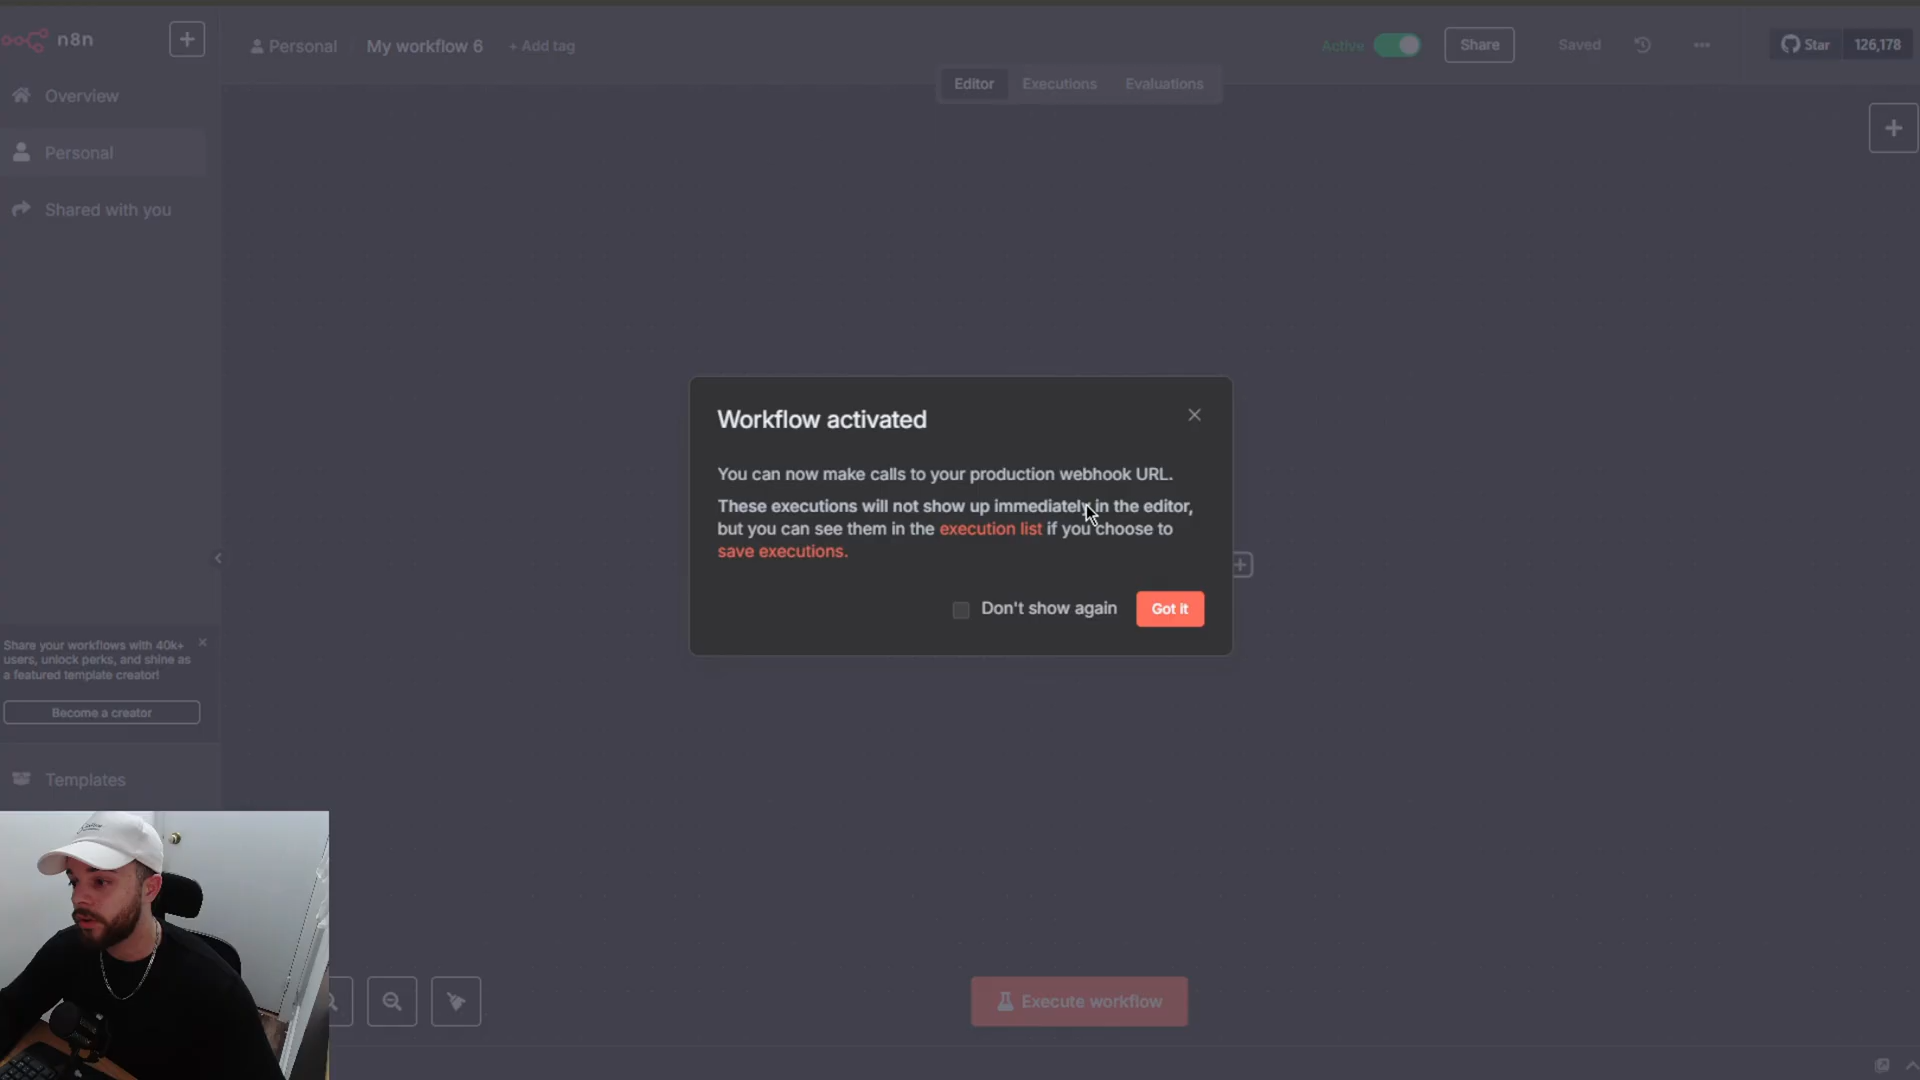 n8n
Personal
My workflow 6
+ Add tag
Active
Share
Saved
Star
126,178
Editor
Executions
Evaluations
Overview
Personal
Shared with you
Workflow activated
You can now make calls to your production webhook URL.
These executions will not show up immediately in the editor,
but you can see them in the execution list if you choose to
save executions.
Don't show again
Got it
Share your workflows with 40k+
users, unlock perks, and shine as
a featured template creator!
Become a creator
Templates
Execute workflow